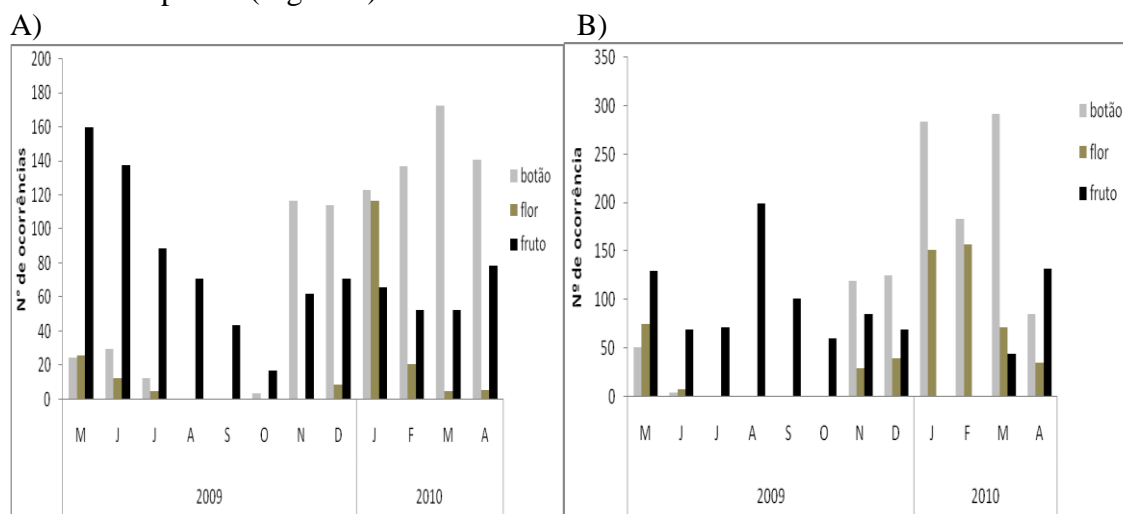 A)
200
180
160
140
120
100
80
60
40
20
0
N° de ocorrências
botão
flor
fruto
M J J A S O N D J F M A
2009 2010
B)
350
300
250
200
150
100
50
0
Nº de ocorrência
botão
flor
fruto
M J J A S O N D J F M A
2009 2010